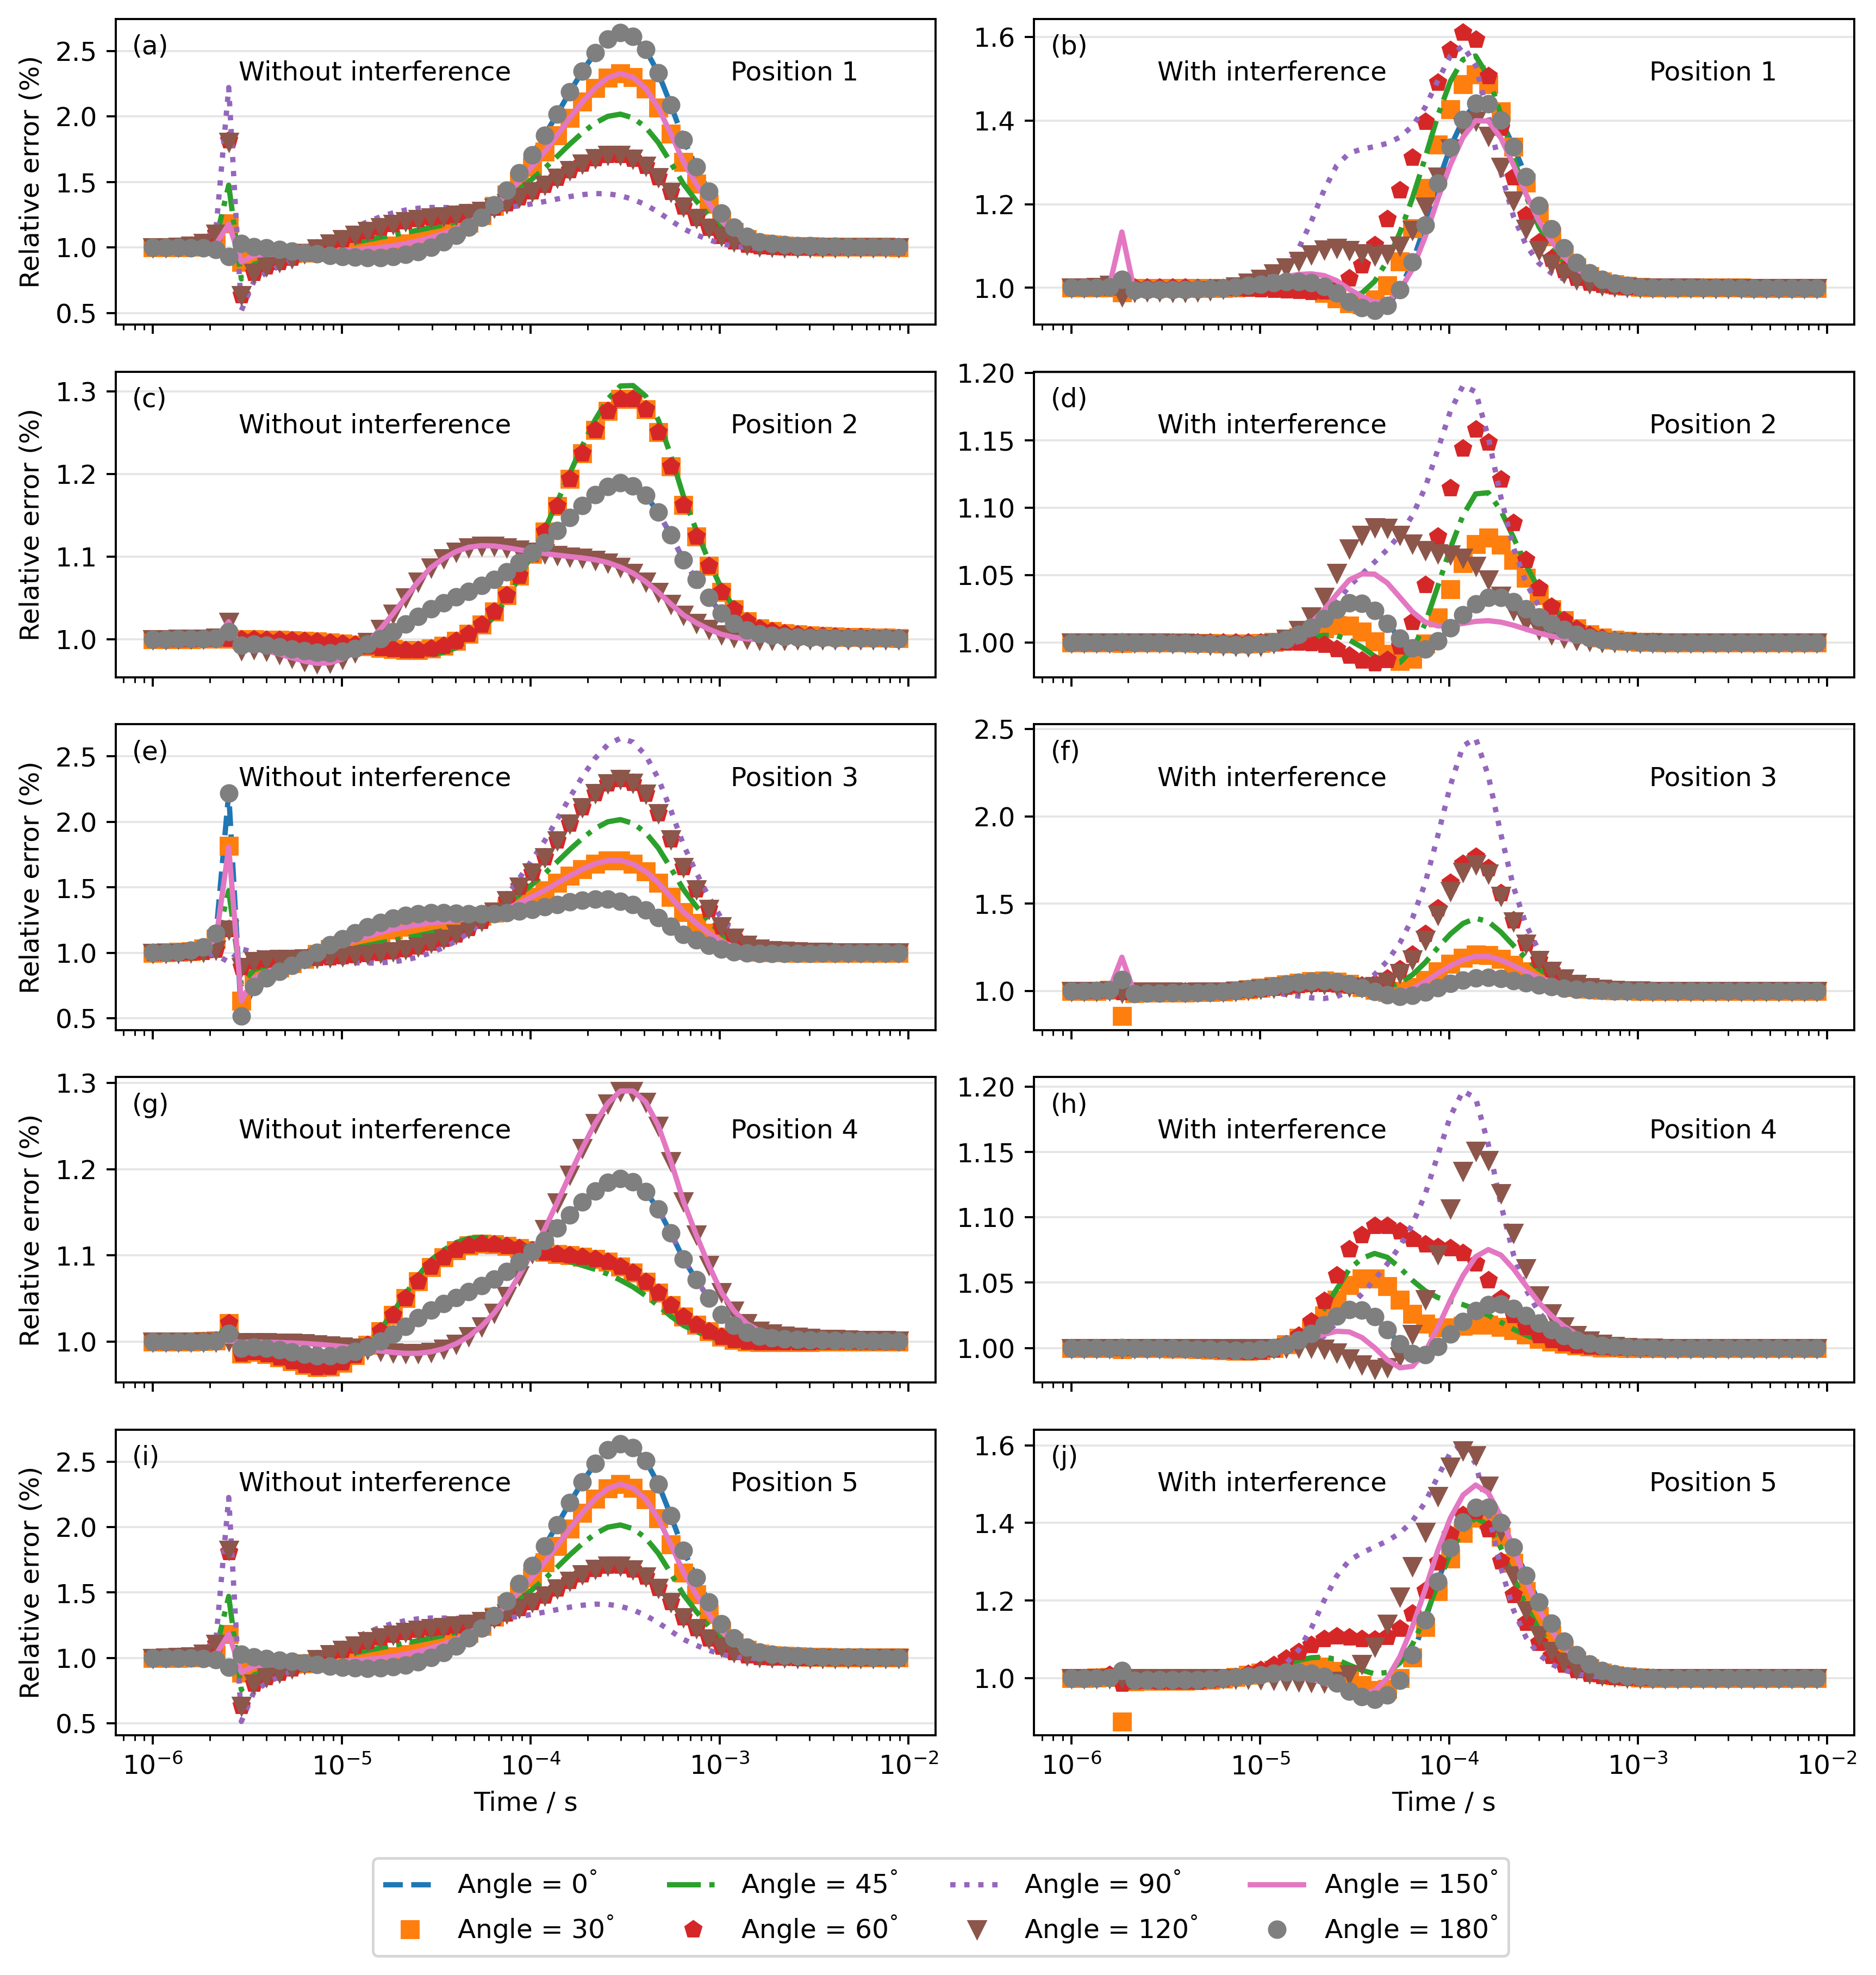 (a) Without interference Position 1
Relative error (%)
2.5
2.0
1.5
1.0
0.5
(b) With interference Position 1
1.6
1.4
1.2
1.0
(c) Without interference Position 2
Relative error (%)
1.3
1.2
1.1
1.0
(d) With interference Position 2
1.20
1.15
1.10
1.05
1.00
(e) Without interference Position 3
Relative error (%)
2.5
2.0
1.5
1.0
0.5
(f) With interference Position 3
2.5
2.0
1.5
1.0
(g) Without interference Position 4
Relative error (%)
1.3
1.2
1.1
1.0
(h) With interference Position 4
1.20
1.15
1.10
1.05
1.00
(i) Without interference Position 5
Relative error (%)
2.5
2.0
1.5
1.0
0.5
10⁻⁶ 10⁻⁵ 10⁻⁴ 10⁻³ 10⁻²
Time / s
(j) With interference Position 5
1.6
1.4
1.2
1.0
10⁻⁶ 10⁻⁵ 10⁻⁴ 10⁻³ 10⁻²
Time / s
Angle = 0° Angle = 45° Angle = 90° Angle = 150°
Angle = 30° Angle = 60° Angle = 120° Angle = 180°